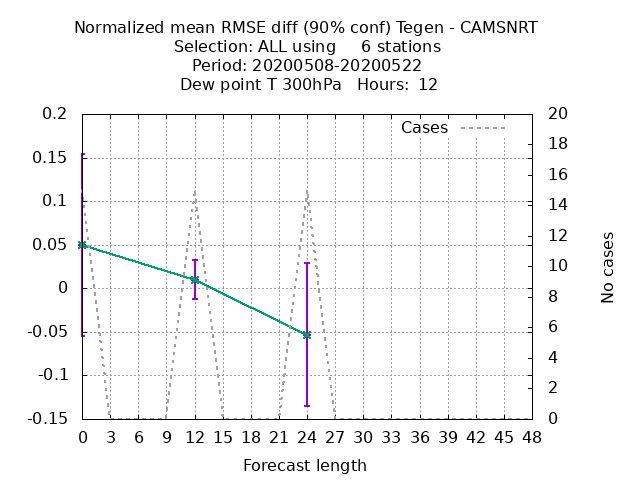 Normalized mean RMSE diff (90% conf) Tegen - CAMSNRT
Selection: ALL using     6 stations
Period: 20200508-20200522
Dew point T 300hPa   Hours:  12
Cases
0.2
0.15
0.1
0.05
0
-0.05
-0.1
-0.15
20
18
16
14
12
10
8
6
4
2
0
No cases
0 3 6 9 12 15 18 21 24 27 30 33 36 39 42 45 48
Forecast length